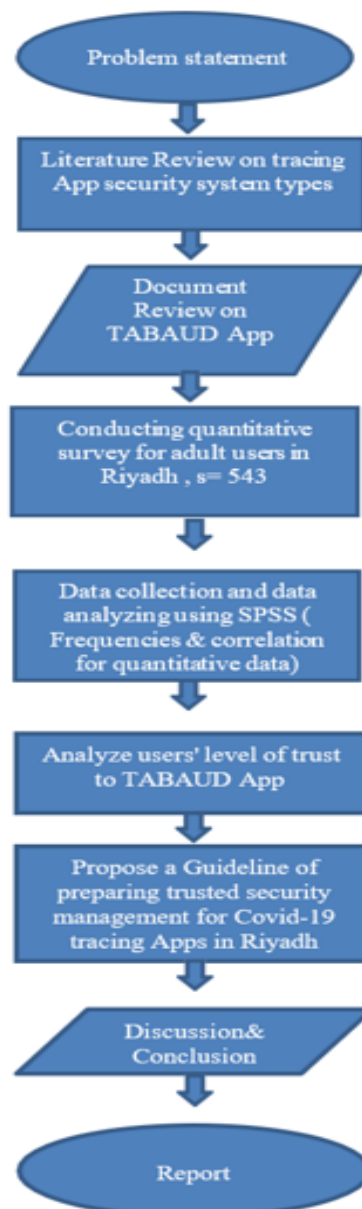 Problem statement
Literature Review on tracing
App security system types
Document
Review on
TABAUD App
Conducting quantitative
survey for adult users in
Riyadh , s= 543
Data collection and data
analyzing using SPSS (
Frequencies & correlation
for quantitative data)
Analyze users' level of trust
to TABAUD App
Propose a Guideline of
preparing trusted security
management for Covid-19
tracing Apps in Riyadh
Discussion&
Conclusion
Report